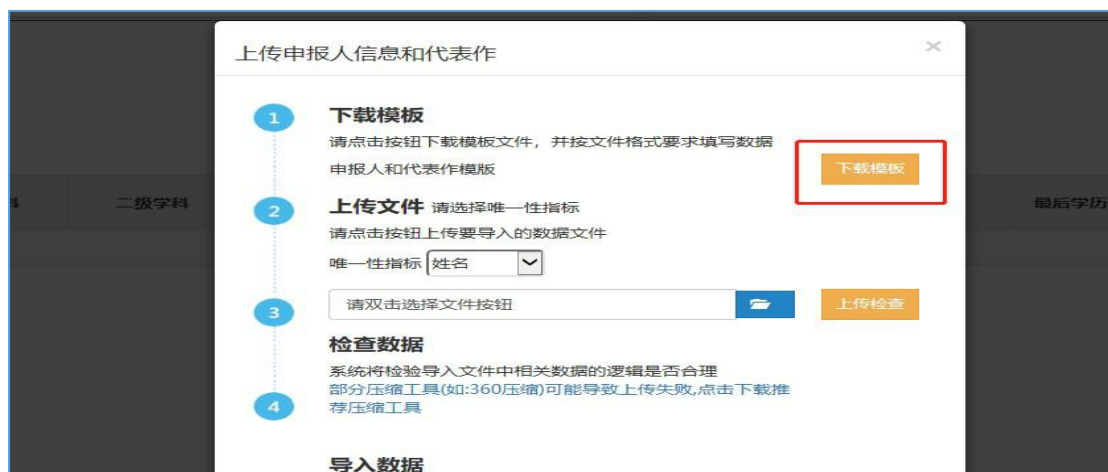 上传申报人信息和代表作
×
1
下载模板
请点击按钮下载模板文件，并按文件格式要求填写数据
申报人和代表作模版
下载模板
二级学科
最后学历
2
上传文件 请选择唯一性指标
请点击按钮上传要导入的数据文件
唯一性指标 姓名
3
请双击选择文件按钮
上传检查
检查数据
系统将检验导入文件中相关数据的逻辑是否合理
部分压缩工具(如:360压缩)可能导致上传失败,点击下载推
荐压缩工具
4
导入数据